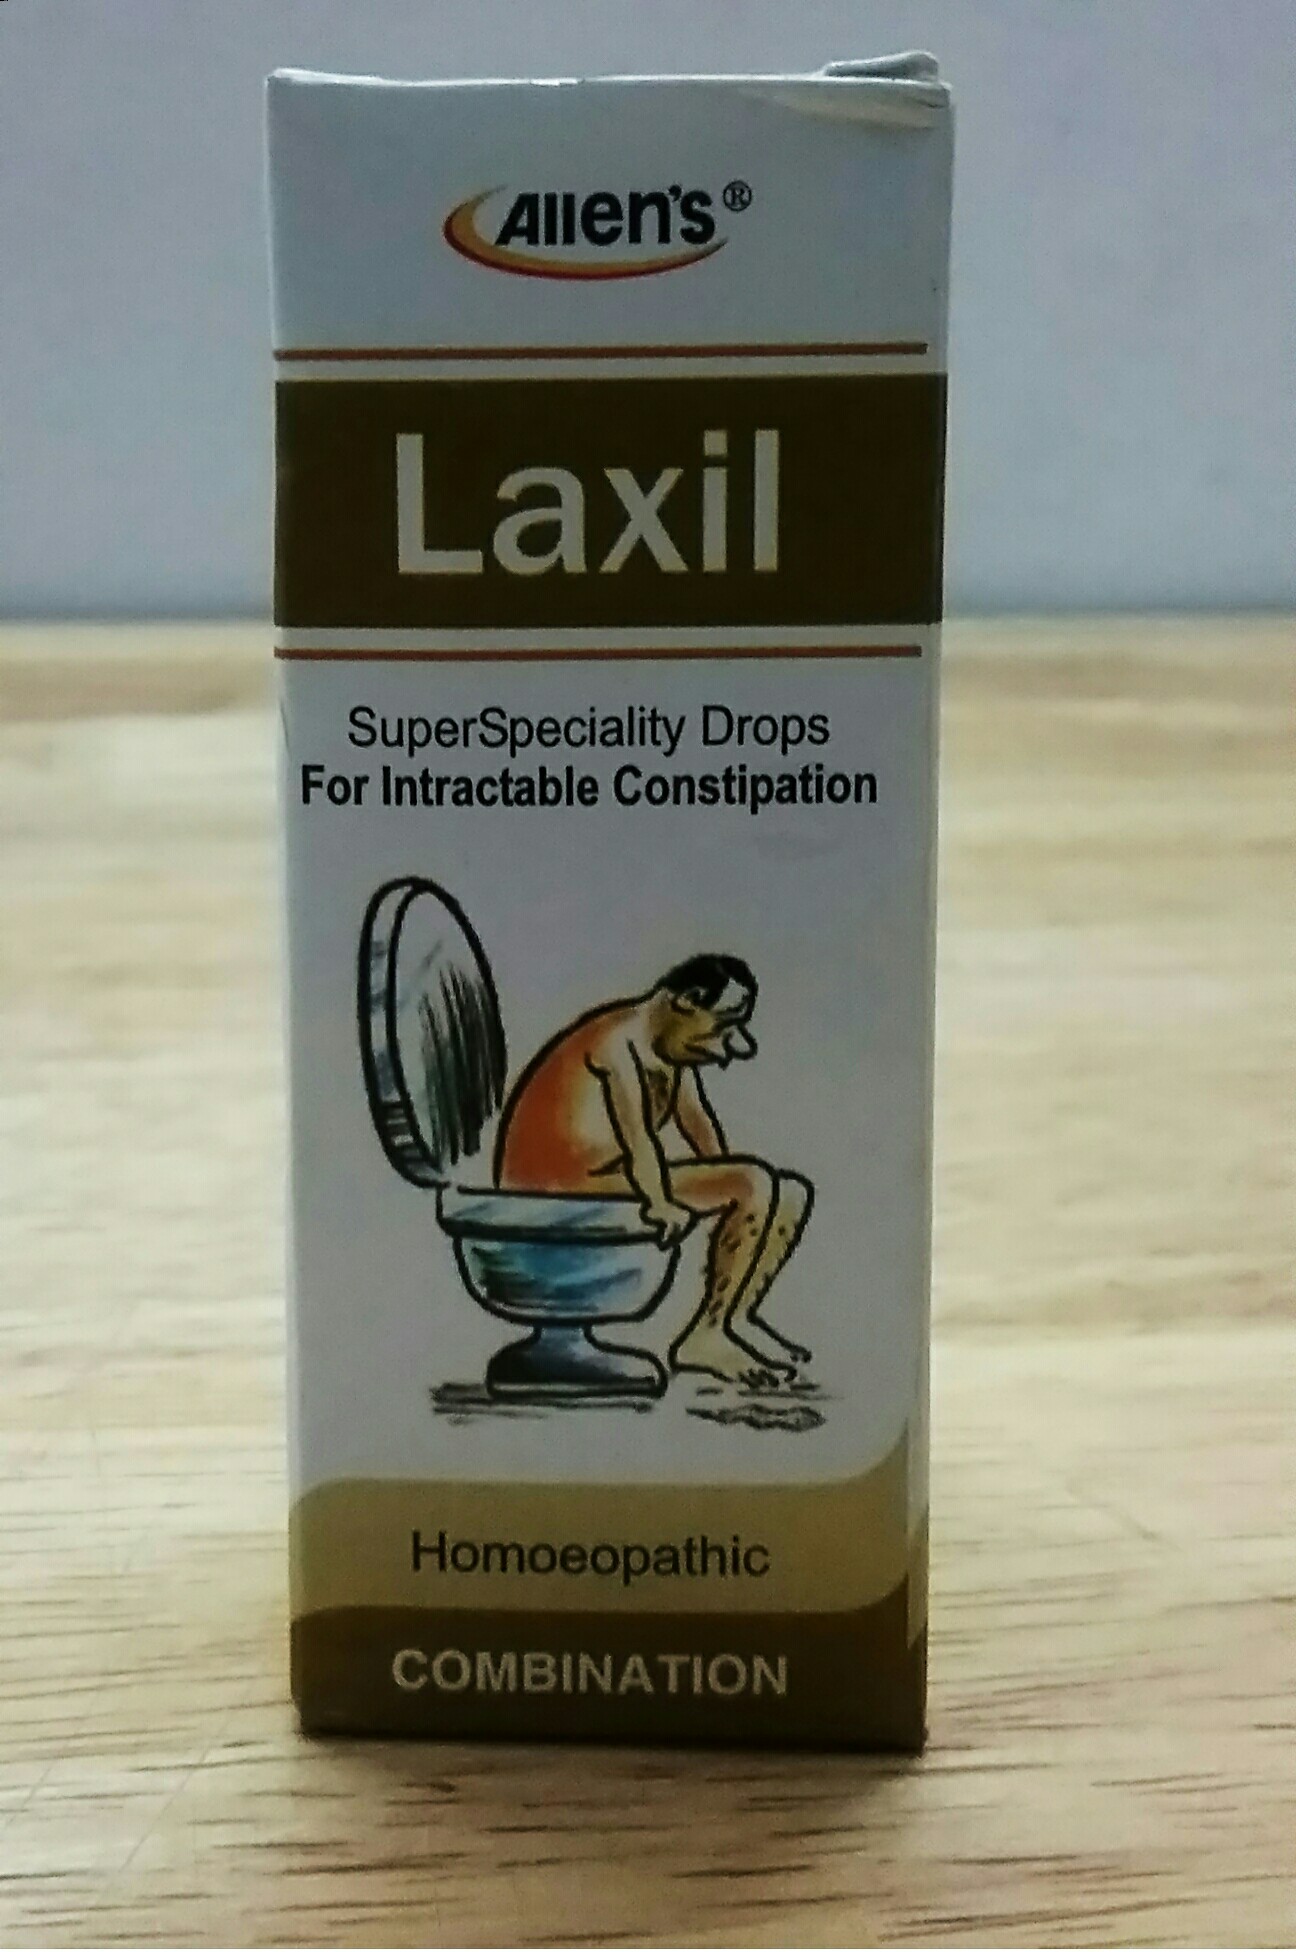 Allen's®
Laxil
SuperSpeciality Drops
For Intractable Constipation
Homoeopathic
COMBINATION